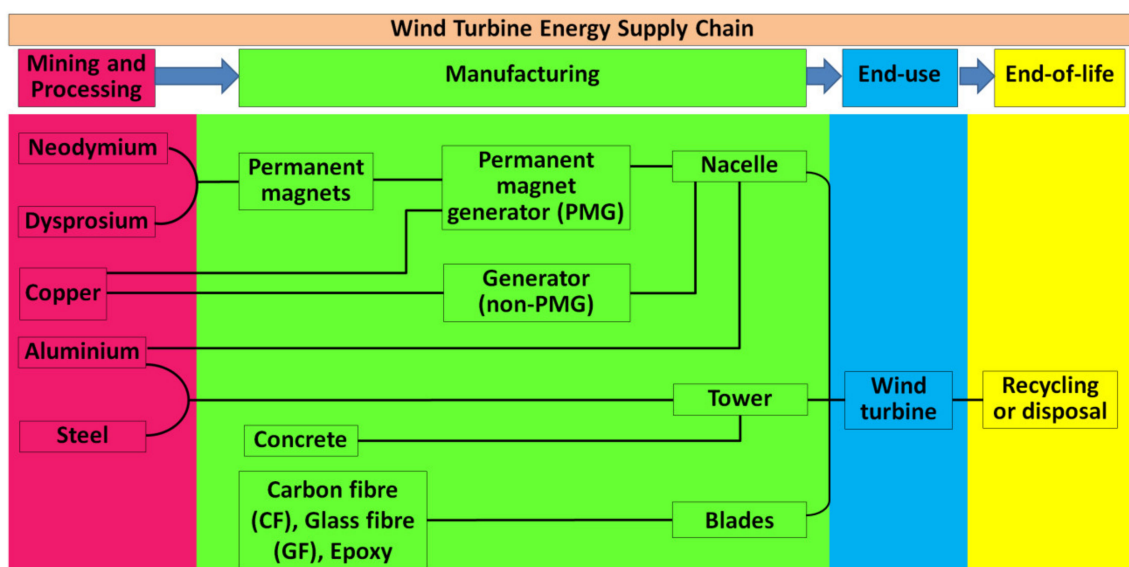 Wind Turbine Energy Supply Chain
Mining and
Processing
Manufacturing
End-use
End-of-life
Neodymium
Dysprosium
Copper
Aluminium
Steel
Permanent
magnets
Permanent
magnet
generator (PMG)
Generator
(non-PMG)
Concrete
Carbon fibre
(CF), Glass fibre
(GF), Epoxy
Nacelle
Tower
Blades
Wind
turbine
Recycling
or disposal